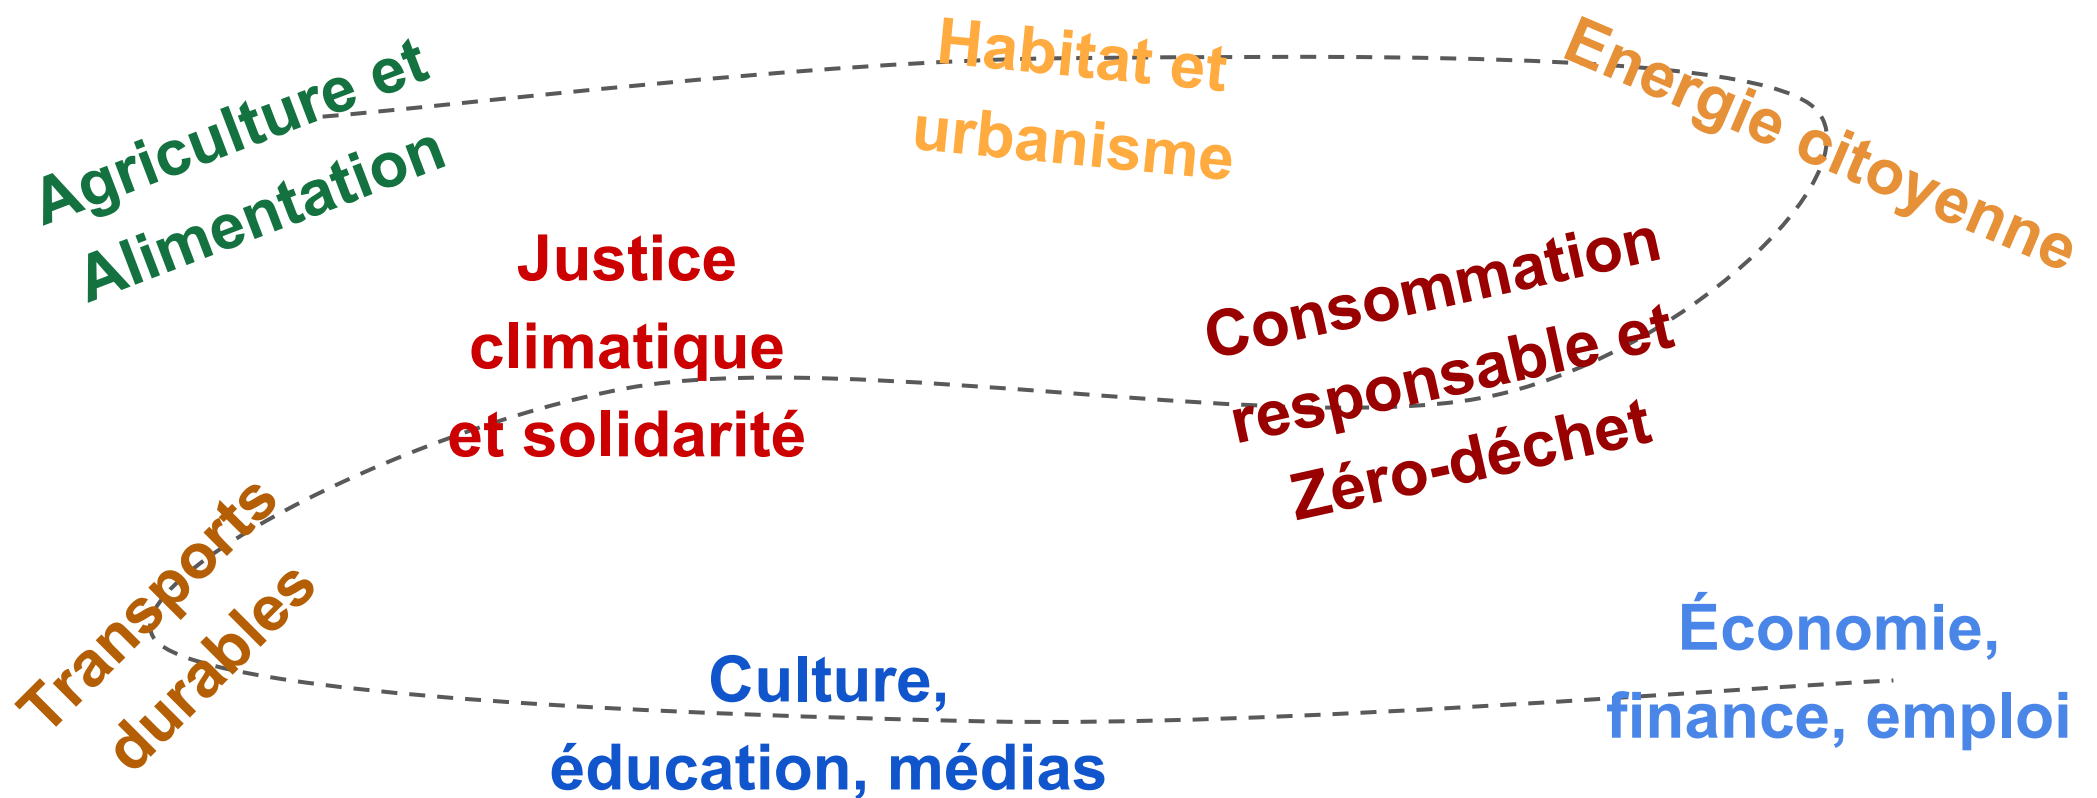 Agriculture et
Alimentation
Habitat et
urbanisme
Energie citoyenne
Justice
climatique
et solidarité
Consommation
responsable et
Zéro-déchet
Transports
durables
Culture,
éducation, médias
Économie,
finance, emploi